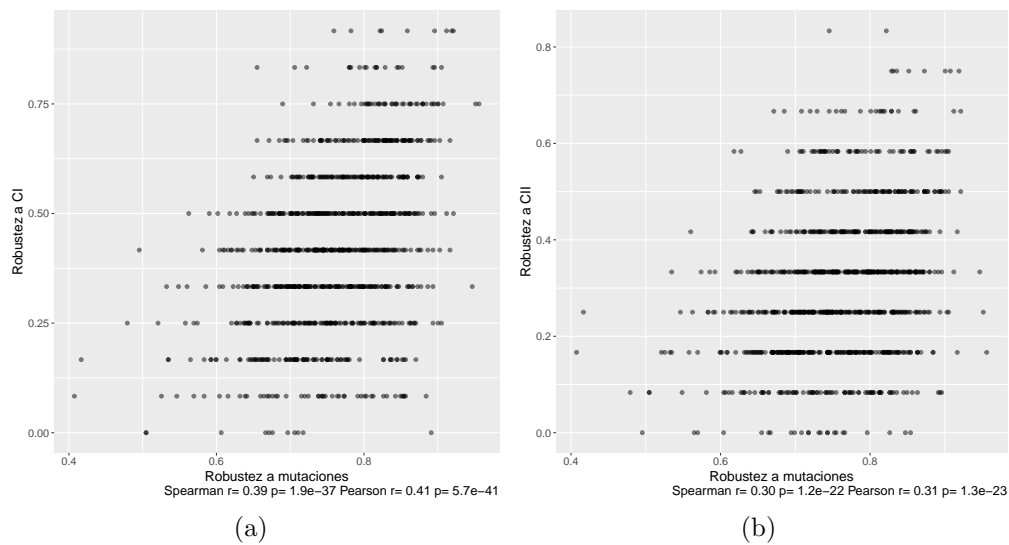 Robustez a CI
0.75
0.50
0.25
0.00
0.4
0.6
0.8
Robustez a mutaciones
Spearman r= 0.39 p= 1.9e−37 Pearson r= 0.41 p= 5.7e−41
(a)
Robustez a CII
0.8
0.6
0.4
0.2
0.0
0.4
0.6
0.8
Robustez a mutaciones
Spearman r= 0.30 p= 1.2e−22 Pearson r= 0.31 p= 1.3e−23
(b)